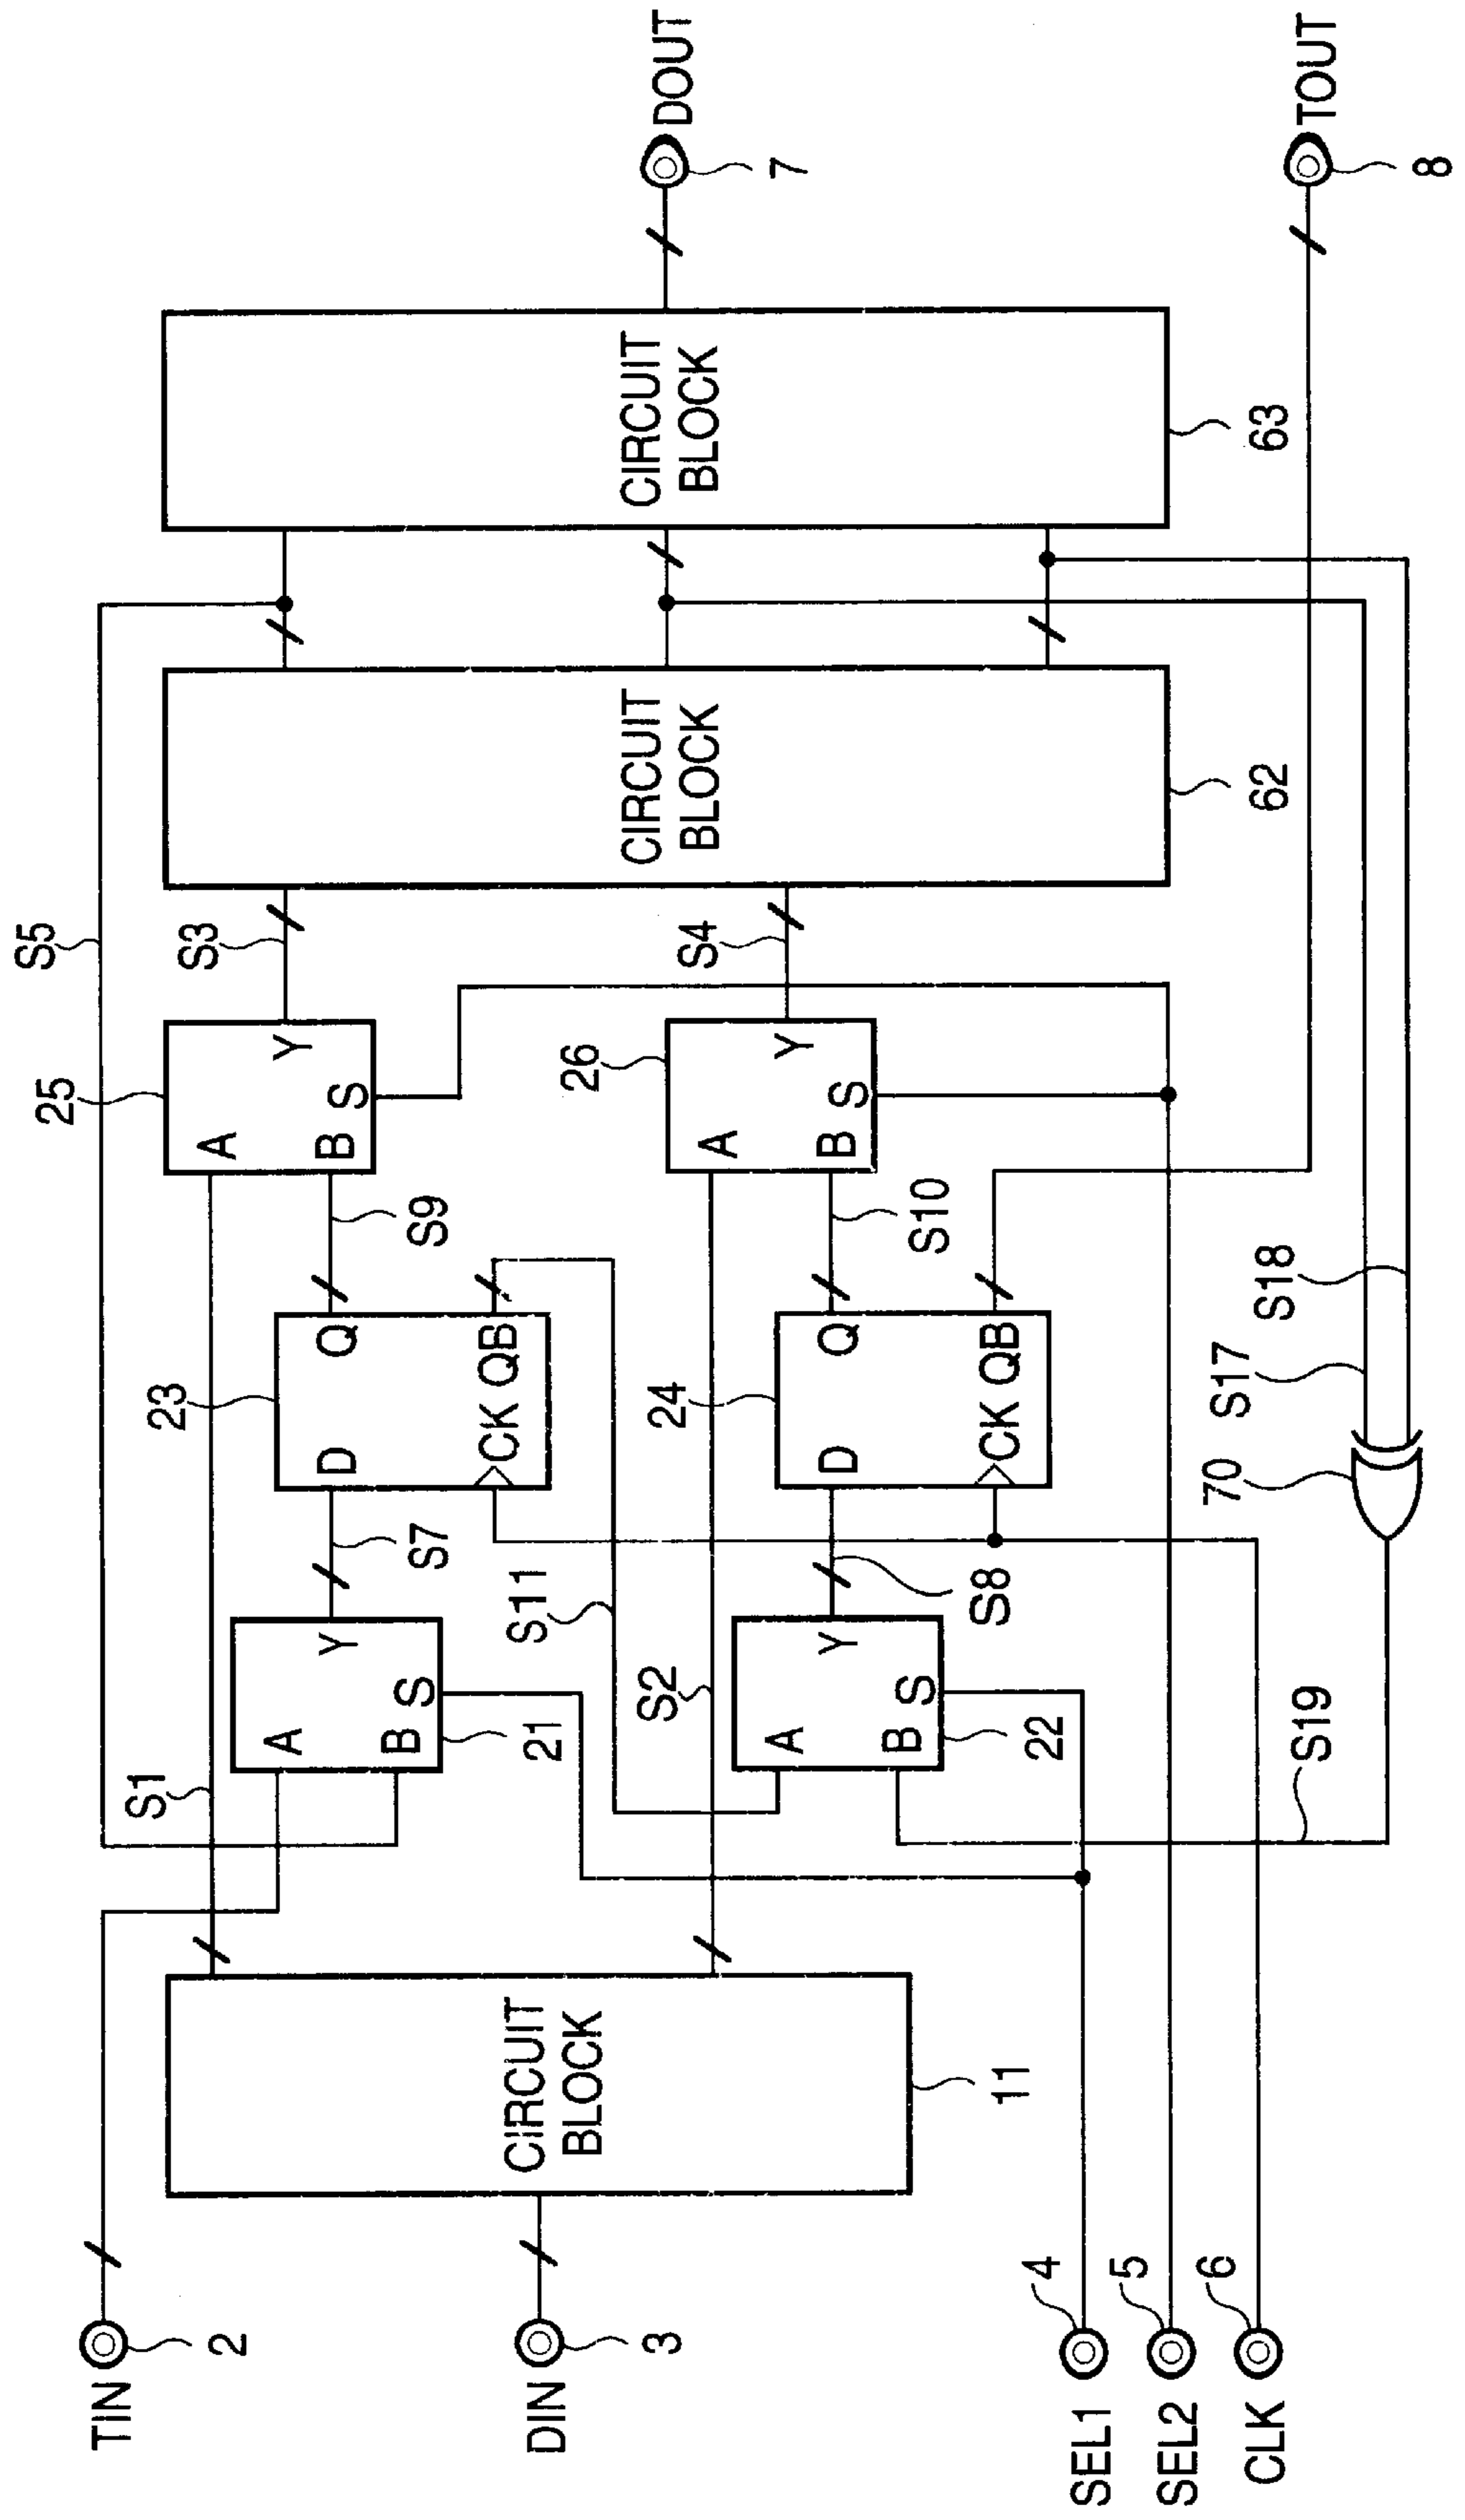 TIN
2
DIN
3
SEL1
4
SEL2
5
CLK
6
CIRCUIT
BLOCK
11
S1
S2
S5
A
B
S
Y
21
A
B
S
Y
22
S7
S8
S11
S19
D
Q
CK QB
23
D
Q
CK QB
24
S9
S10
70
S17
S18
A
B
S
Y
25
A
B
S
Y
26
S3
S4
CIRCUIT
BLOCK
62
CIRCUIT
BLOCK
63
DOUT
7
TOUT
8